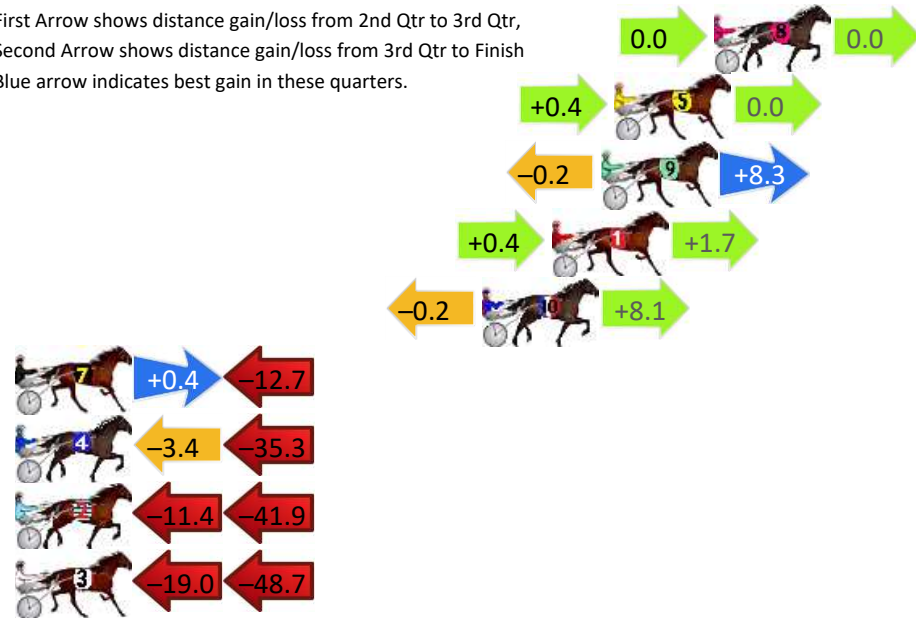 First Arrow shows distance gain/loss from 2nd Qtr to 3rd Qtr,
Second Arrow shows distance gain/loss from 3rd Qtr to Finish
Blue arrow indicates best gain in these quarters.
0.0 8 0.0
+0.4 5 0.0
–0.2 9 +8.3
+0.4 1 +1.7
–0.2 10 +8.1
7 +0.4 –12.7
4 –3.4 –35.3
2 –11.4 –41.9
3 –19.0 –48.7